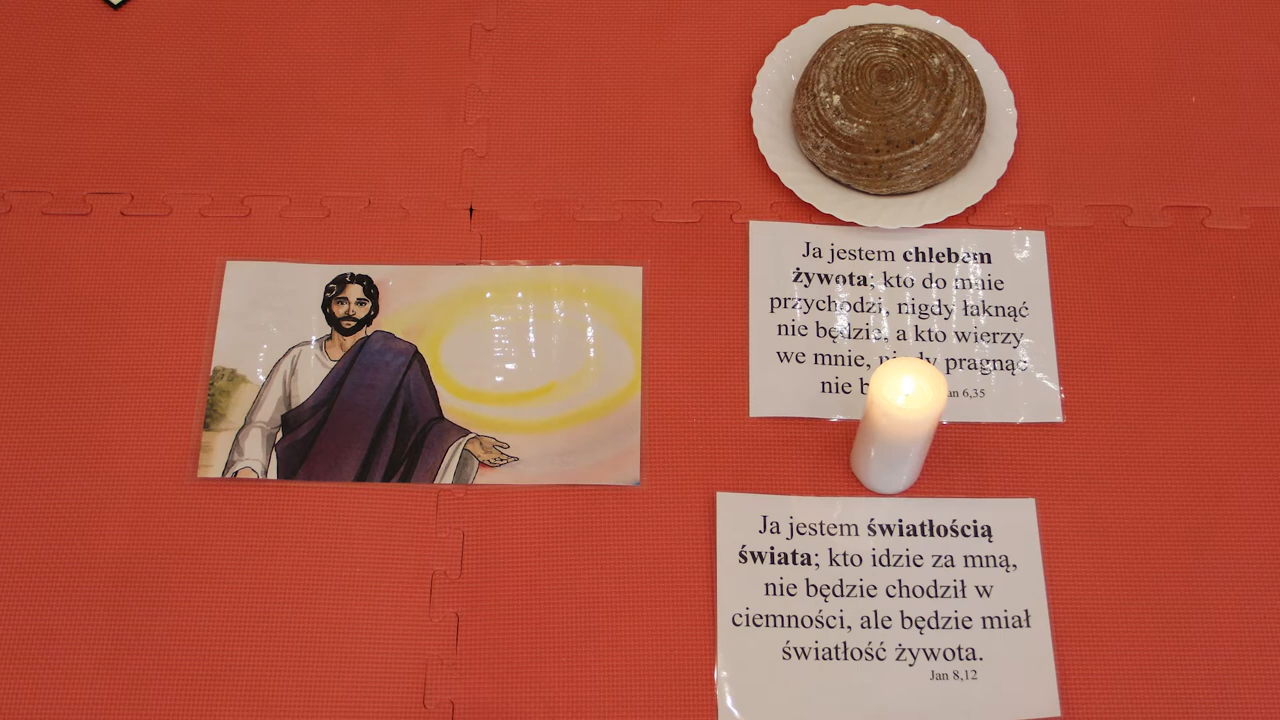 Ja jestem chlebem
żywota; kto do mnie
przychodzi, nigdy łaknąć
nie będzie, a kto wierzy
we mnie, nigdy pragnąc
nie Jan 6,35
Ja jestem światłością
świata; kto idzie za mną,
nie będzie chodził w
ciemności, ale będzie miał
światłość żywota.
Jan 8,12